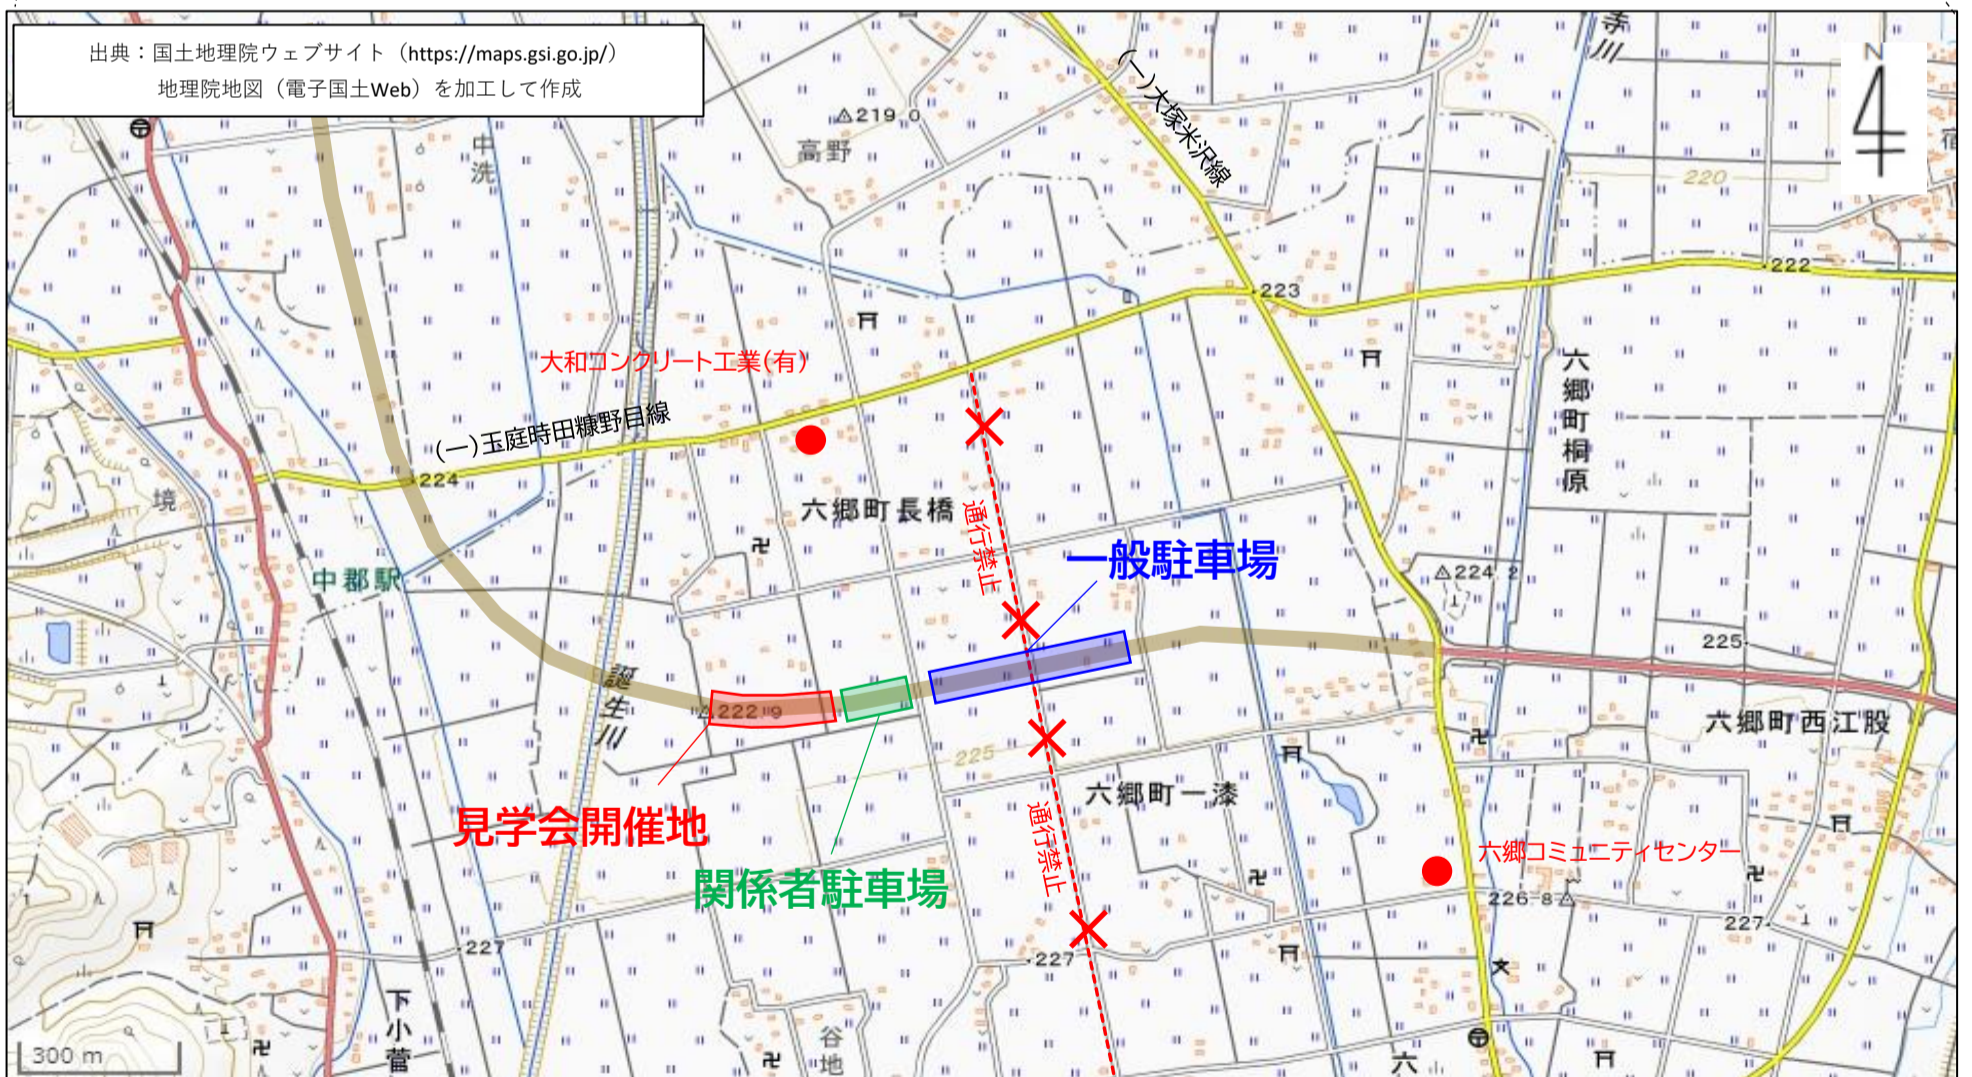 出典：国土地理院ウェブサイト（https://maps.gsi.go.jp/）
地理院地図（電子国土Web）を加工して作成
寺川
N
(一)大塚米沢線
219.0
高野
中洗
宿
220
222
223
大和コンクリート工業(有)
(一)玉庭時田糠野目線
224
境
六郷町長橋
六郷町桐原
通行禁止
一般駐車場
中郡駅
224.2
225
誕生川
222.9
六郷町西江股
225
見学会開催地
六郷町一漆
通行禁止
関係者駐車場
六郷コミュニティセンター
226.8
227
227
227
下小菅
谷地
六
300 m